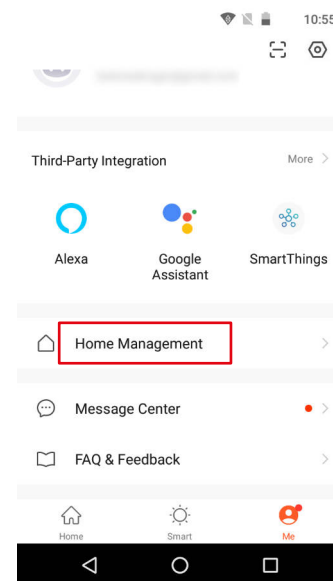 10:55
Third-Party Integration
More
Alexa
Google
Assistant
SmartThings
Home Management
Message Center
FAQ & Feedback
Home
Smart
Me